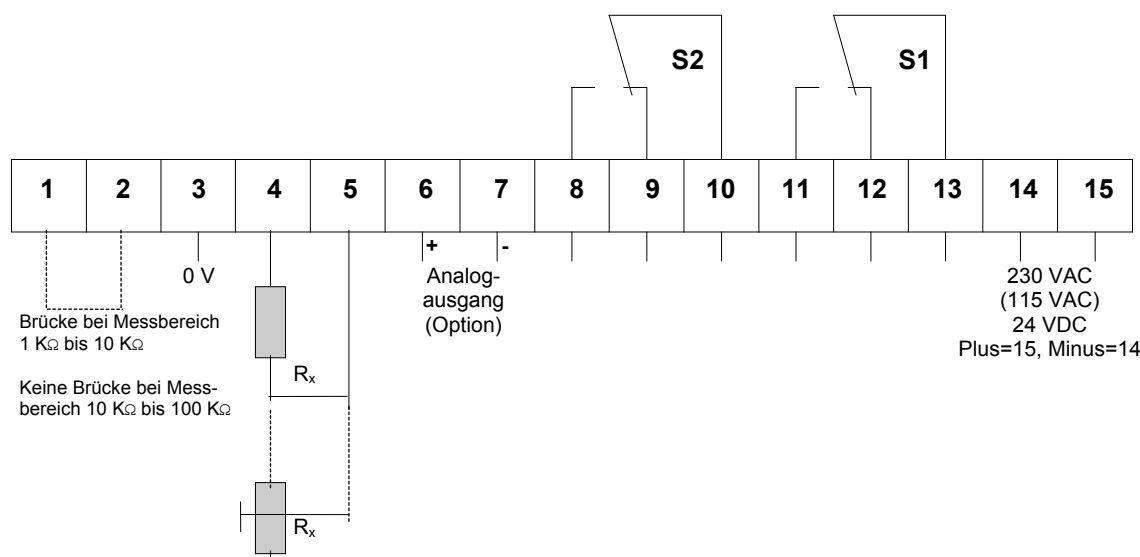 S2
S1
1 2 3 4 5 6 7 8 9 10 11 12 13 14 15
0 V
+ -
Analog-
ausgang
(Option)
230 VAC
(115 VAC)
24 VDC
Plus=15, Minus=14
Brücke bei Messbereich
1 KΩ bis 10 KΩ
Keine Brücke bei Mess-
bereich 10 KΩ bis 100 KΩ
Rx
Rx